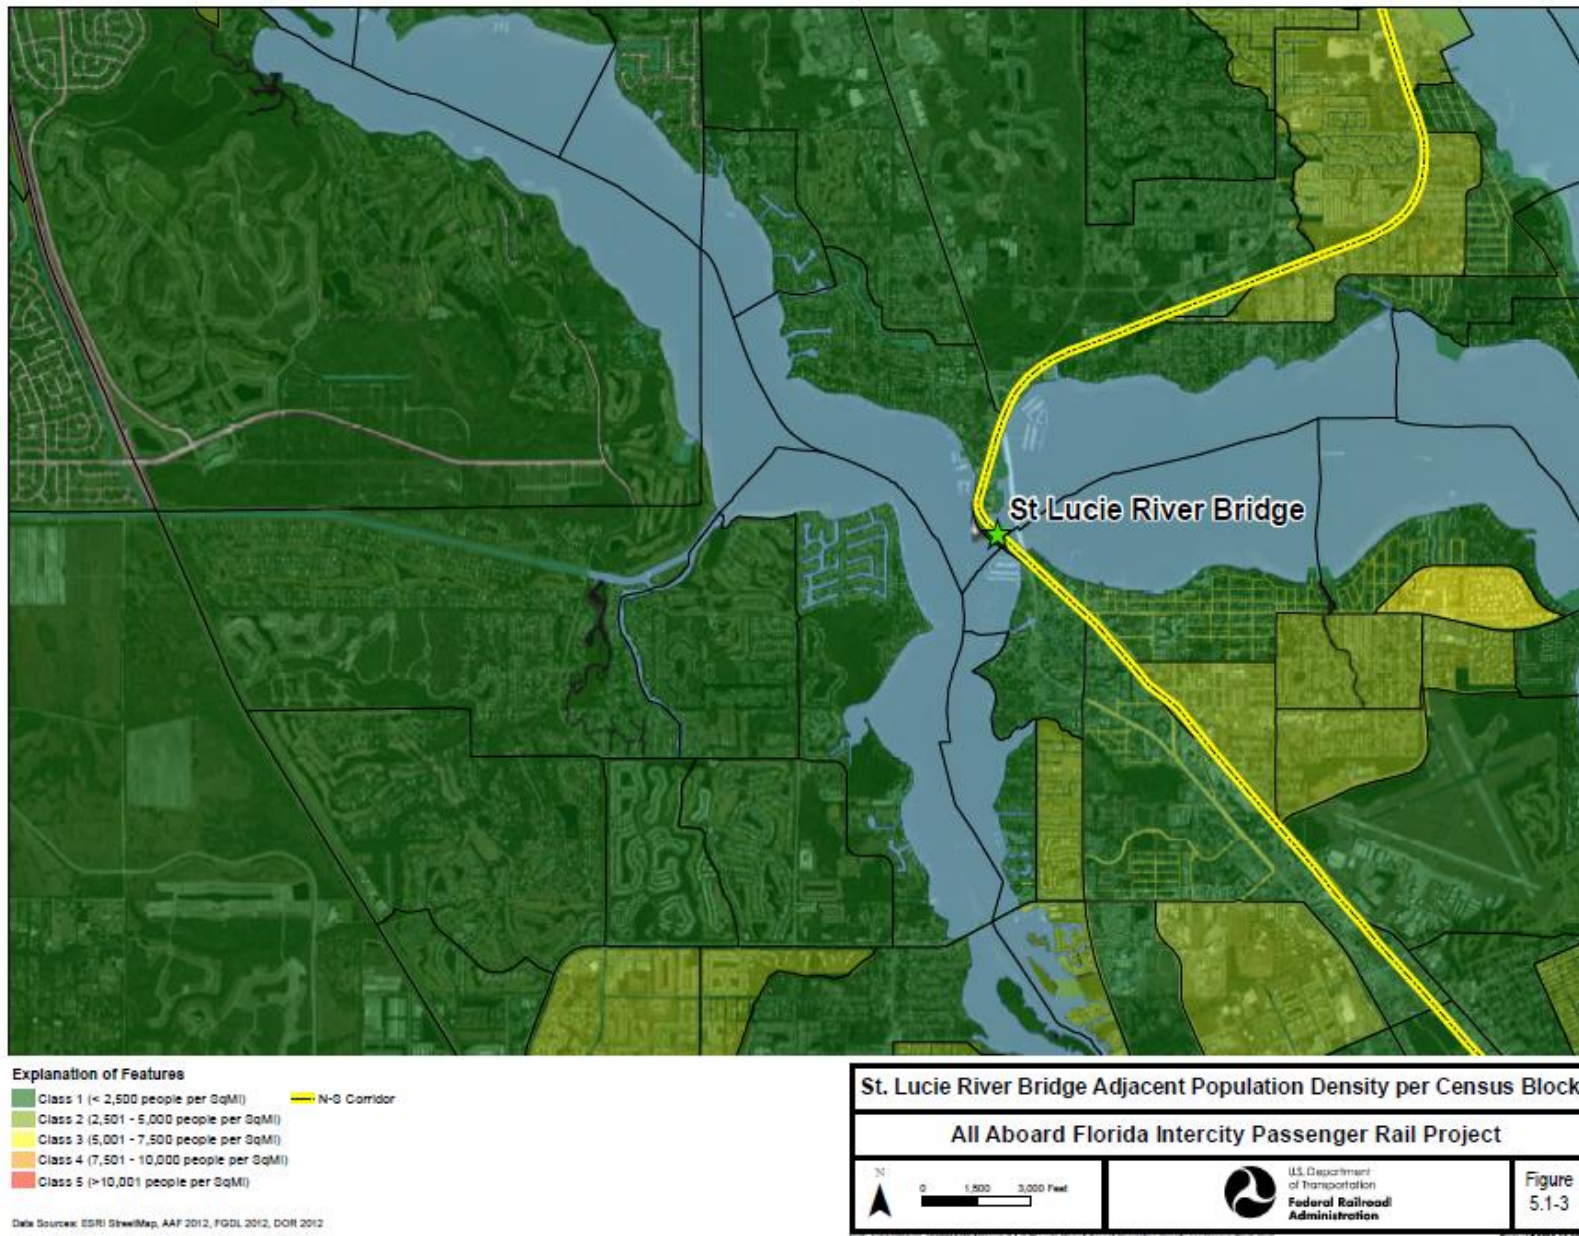 St Lucie River Bridge
Explanation of Features
Class 1 (< 2,500 people per SqMi)
Class 2 (2,501 - 5,000 people per SqMi)
Class 3 (5,001 - 7,500 people per SqMi)
Class 4 (7,501 - 10,000 people per SqMi)
Class 5 (>10,001 people per SqMi)
N-S Corridor
Data Sources: ESRI StreetMap, AAF 2012, FGDL 2012, DOR 2012
St. Lucie River Bridge Adjacent Population Density per Census Block
All Aboard Florida Intercity Passenger Rail Project
N
0 1,500 3,000 Feet
U.S. Department
of Transportation
Federal Railroad
Administration
Figure
5.1-3